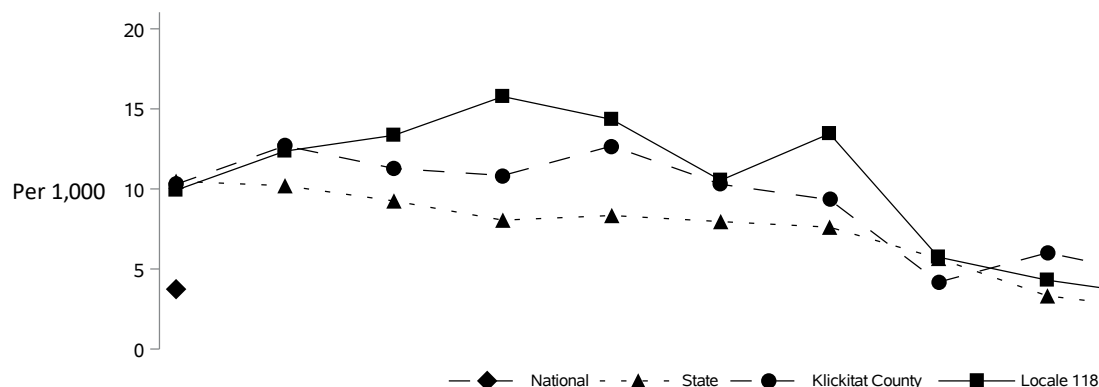 20
15
Per 1,000
10
5
0
National
State
Klickitat County
Locale 118